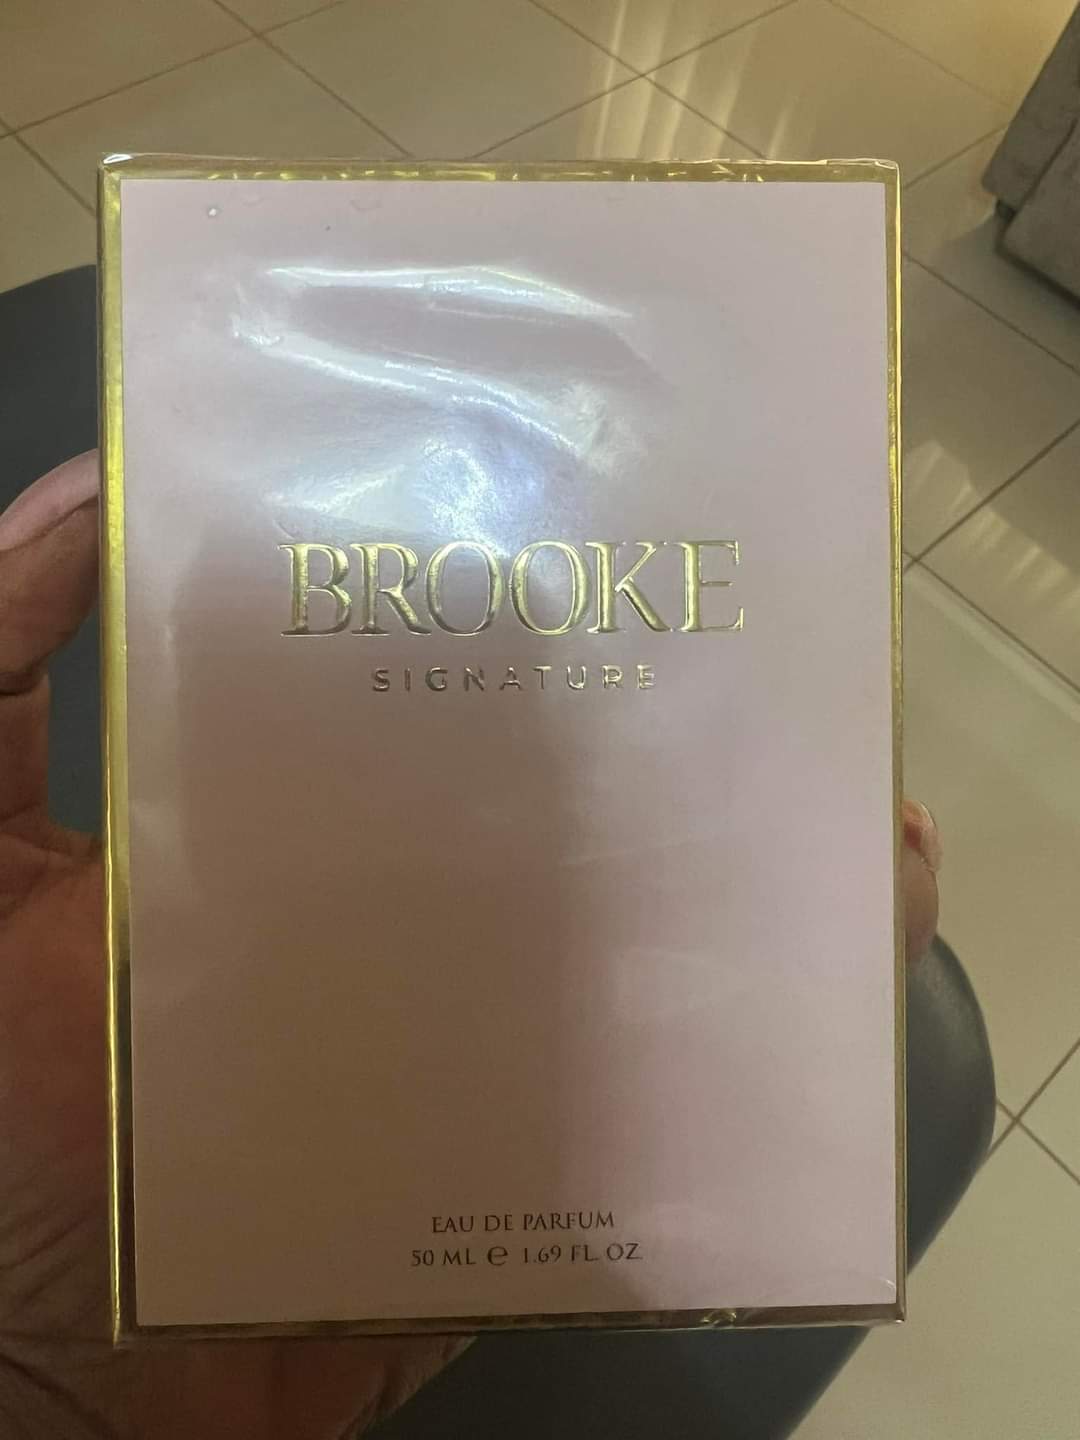 BROOKE
SIGNATURE
EAU DE PARFUM
50 ML ℮ 1.69 FL. OZ